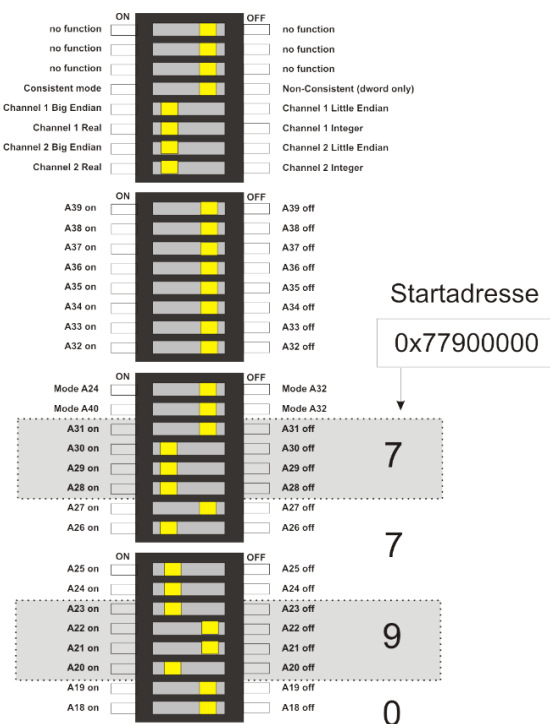 ON OFF
no function no function
no function no function
no function no function
Consistent mode Non-Consistent (dword only)
Channel 1 Big Endian Channel 1 Little Endian
Channel 1 Real Channel 1 Integer
Channel 2 Big Endian Channel 2 Little Endian
Channel 2 Real Channel 2 Integer
ON OFF
A39 on A39 off
A38 on A38 off
A37 on A37 off
A36 on A36 off
A35 on A35 off
A34 on A34 off
A33 on A33 off
A32 on A32 off
Startadresse
0x77900000
ON OFF
Mode A24 Mode A32
Mode A40 Mode A32
A31 on A31 off
A30 on A30 off
7
A29 on A29 off
A28 on A28 off
A27 on A27 off
A26 on A26 off
7
ON OFF
A25 on A25 off
A24 on A24 off
A23 on A23 off
A22 on A22 off
9
A21 on A21 off
A20 on A20 off
A19 on A19 off
A18 on A18 off
0